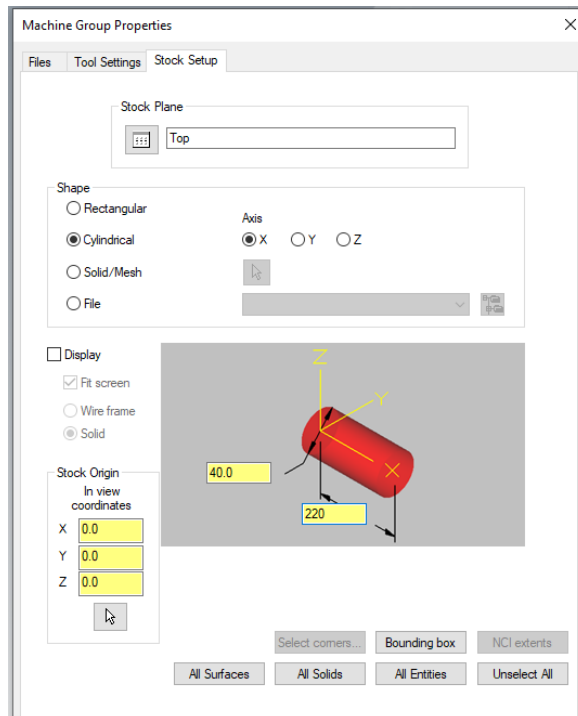 Machine Group Properties
Files Tool Settings Stock Setup
Stock Plane
Top
Shape
Rectangular
Axis
Cylindrical X Y Z
Solid/Mesh
File
Display
Fit screen
Wire frame
Solid
Z
Y
X
40.0
220
Stock Origin
In view
coordinates
X 0.0
Y 0.0
Z 0.0
Select corners... Bounding box NCI extents
All Surfaces All Solids All Entities Unselect All